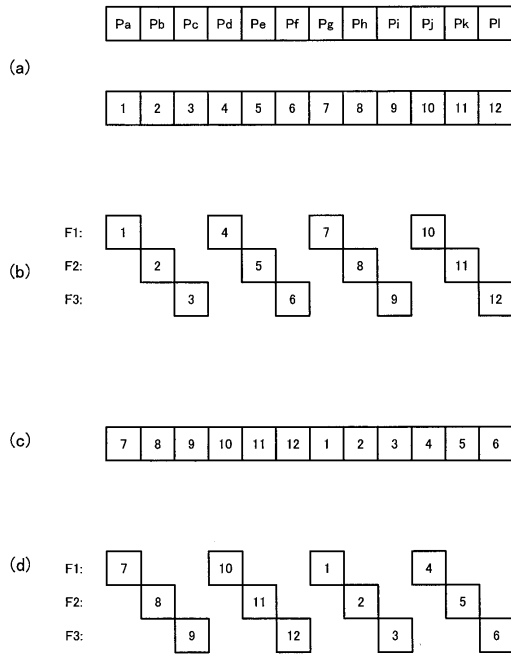 Pa Pb Pc Pd Pe Pf Pg Ph Pi Pj Pk Pl
(a)
1 2 3 4 5 6 7 8 9 10 11 12
(b)
F1: 1 4 7 10
F2: 2 5 8 11
F3: 3 6 9 12
(c) 7 8 9 10 11 12 1 2 3 4 5 6
(d) F1: 7 10 1 4
F2: 8 11 2 5
F3: 9 12 3 6